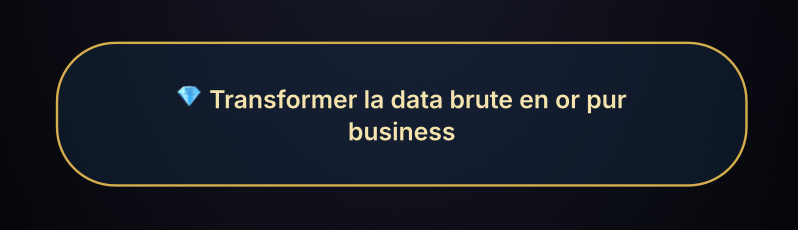 💎 Transformer la data brute en or pur
business